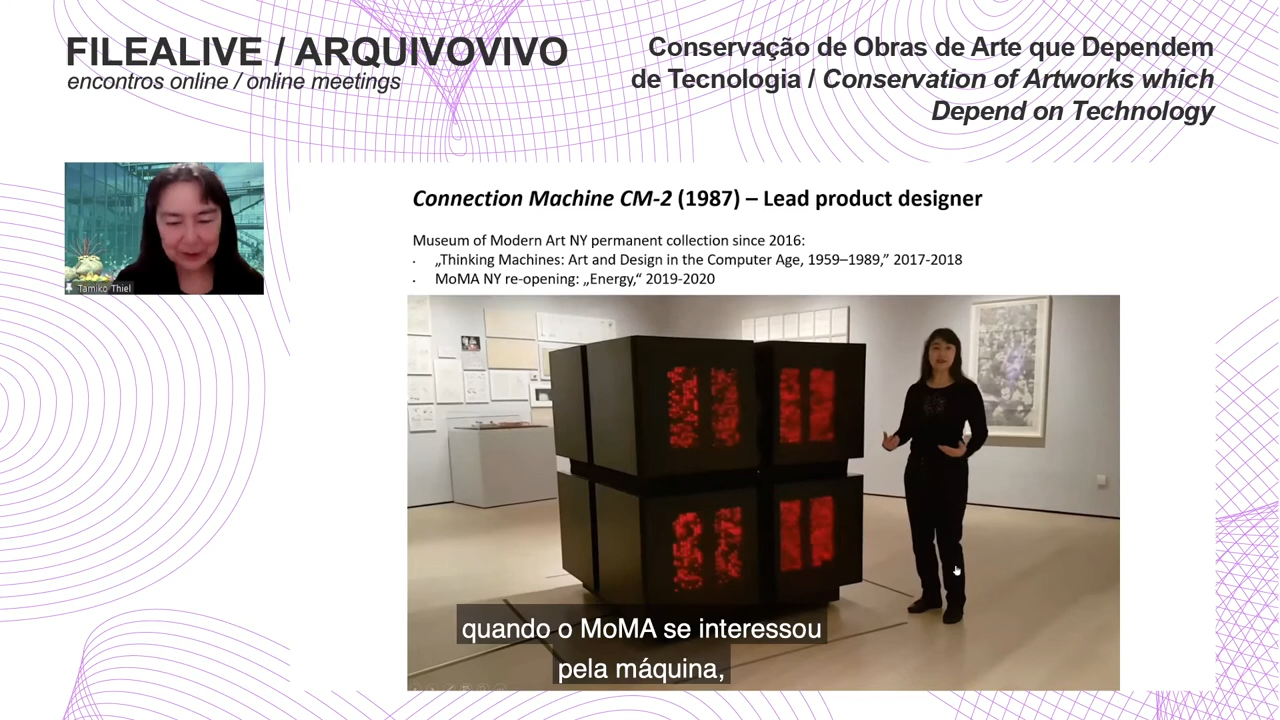 FILEALIVE / ARQUIVOVIVO
encontros online / online meetings
Conservação de Obras de Arte que Dependem
de Tecnologia / Conservation of Artworks which
Depend on Technology
Tamiko Thiel
Connection Machine CM-2 (1987) – Lead product designer
Museum of Modern Art NY permanent collection since 2016:
· „Thinking Machines: Art and Design in the Computer Age, 1959–1989,” 2017-2018
· MoMA NY re-opening: „Energy,“ 2019-2020
quando o MoMA se interessou
pela máquina,